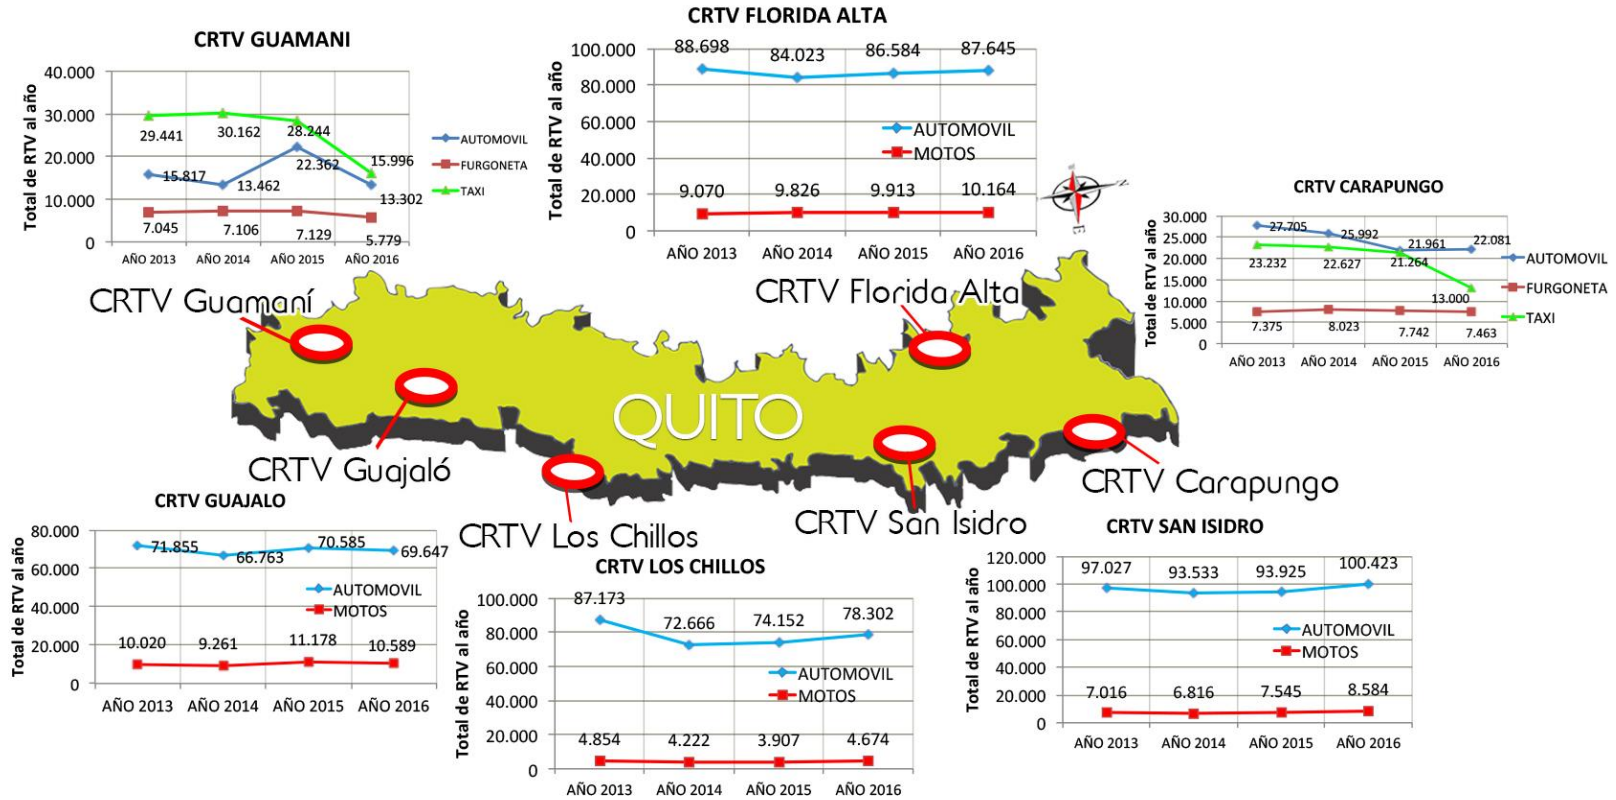 CRTV GUAMANI
Total de RTV al año
40.000
30.000
20.000
10.000
0
29.441
30.162
28.244
15.996
15.817
13.462
22.362
13.302
7.045
7.106
7.129
5.779
AÑO 2013
AÑO 2014
AÑO 2015
AÑO 2016
AUTOMOVIL
FURGONETA
TAXI
CRTV FLORIDA ALTA
Total de RTV al año
100.000
80.000
60.000
40.000
20.000
0
88.698
84.023
86.584
87.645
AUTOMOVIL
MOTOS
9.070
9.826
9.913
10.164
AÑO 2013
AÑO 2014
AÑO 2015
AÑO 2016
N
E
CRTV CARAPUNGO
Total de RTV al año
30.000
25.000
20.000
15.000
10.000
5.000
0
27.705
25.992
21.961
22.081
23.232
22.627
21.264
13.000
7.375
8.023
7.742
7.463
AÑO 2013
AÑO 2014
AÑO 2015
AÑO 2016
AUTOMOVIL
FURGONETA
TAXI
CRTV Guamaní
CRTV Florida Alta
QUITO
CRTV Guajaló
CRTV Los Chillos
CRTV San Isidro
CRTV Carapungo
CRTV GUAJALO
Total de RTV al año
80.000
60.000
40.000
20.000
0
71.855
66.763
70.585
69.647
AUTOMOVIL
MOTOS
10.020
9.261
11.178
10.589
AÑO 2013
AÑO 2014
AÑO 2015
AÑO 2016
CRTV LOS CHILLOS
Total de RTV al año
100.000
80.000
60.000
40.000
20.000
0
87.173
72.666
74.152
78.302
AUTOMOVIL
MOTOS
4.854
4.222
3.907
4.674
AÑO 2013
AÑO 2014
AÑO 2015
AÑO 2016
CRTV SAN ISIDRO
Total de RTV al año
120.000
100.000
80.000
60.000
40.000
20.000
0
97.027
93.533
93.925
100.423
AUTOMOVIL
MOTOS
7.016
6.816
7.545
8.584
AÑO 2013
AÑO 2014
AÑO 2015
AÑO 2016